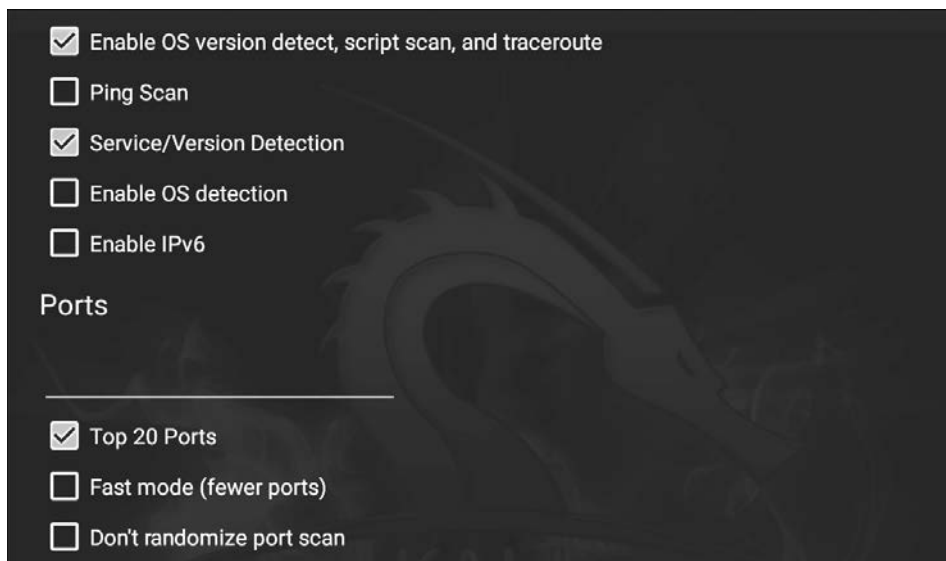 Enable OS version detect, script scan, and traceroute
Ping Scan
Service/Version Detection
Enable OS detection
Enable IPv6
Ports
Top 20 Ports
Fast mode (fewer ports)
Don't randomize port scan